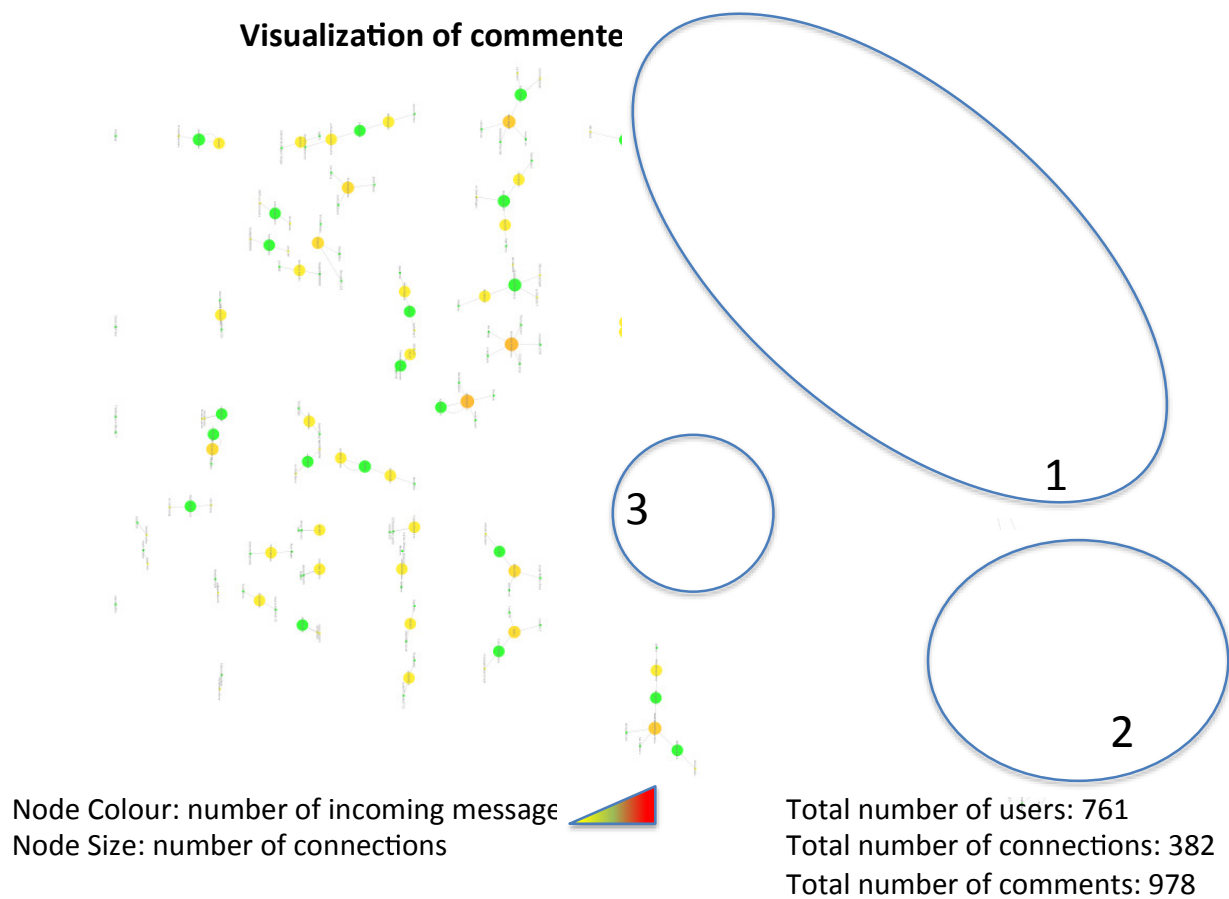 Visualization of commente
1
3
2
Node Colour: number of incoming message
Node Size: number of connections
Total number of users: 761
Total number of connections: 382
Total number of comments: 978